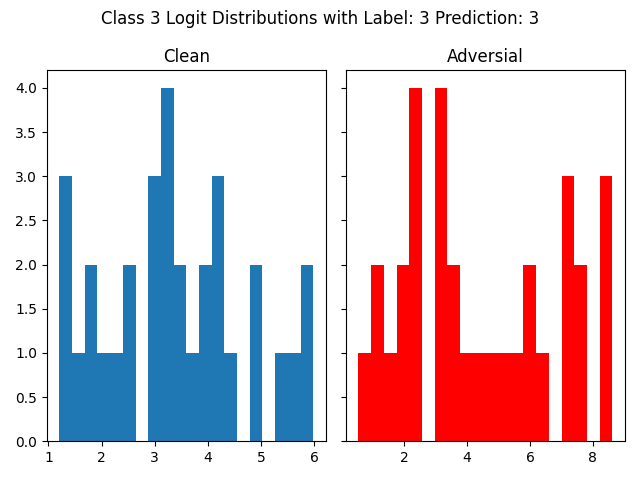 Class 3 Logit Distributions with Label: 3 Prediction: 3
Clean
Adversial
4.0
3.5
3.0
2.5
2.0
1.5
1.0
0.5
0.0
1 2 3 4 5 6
2 4 6 8